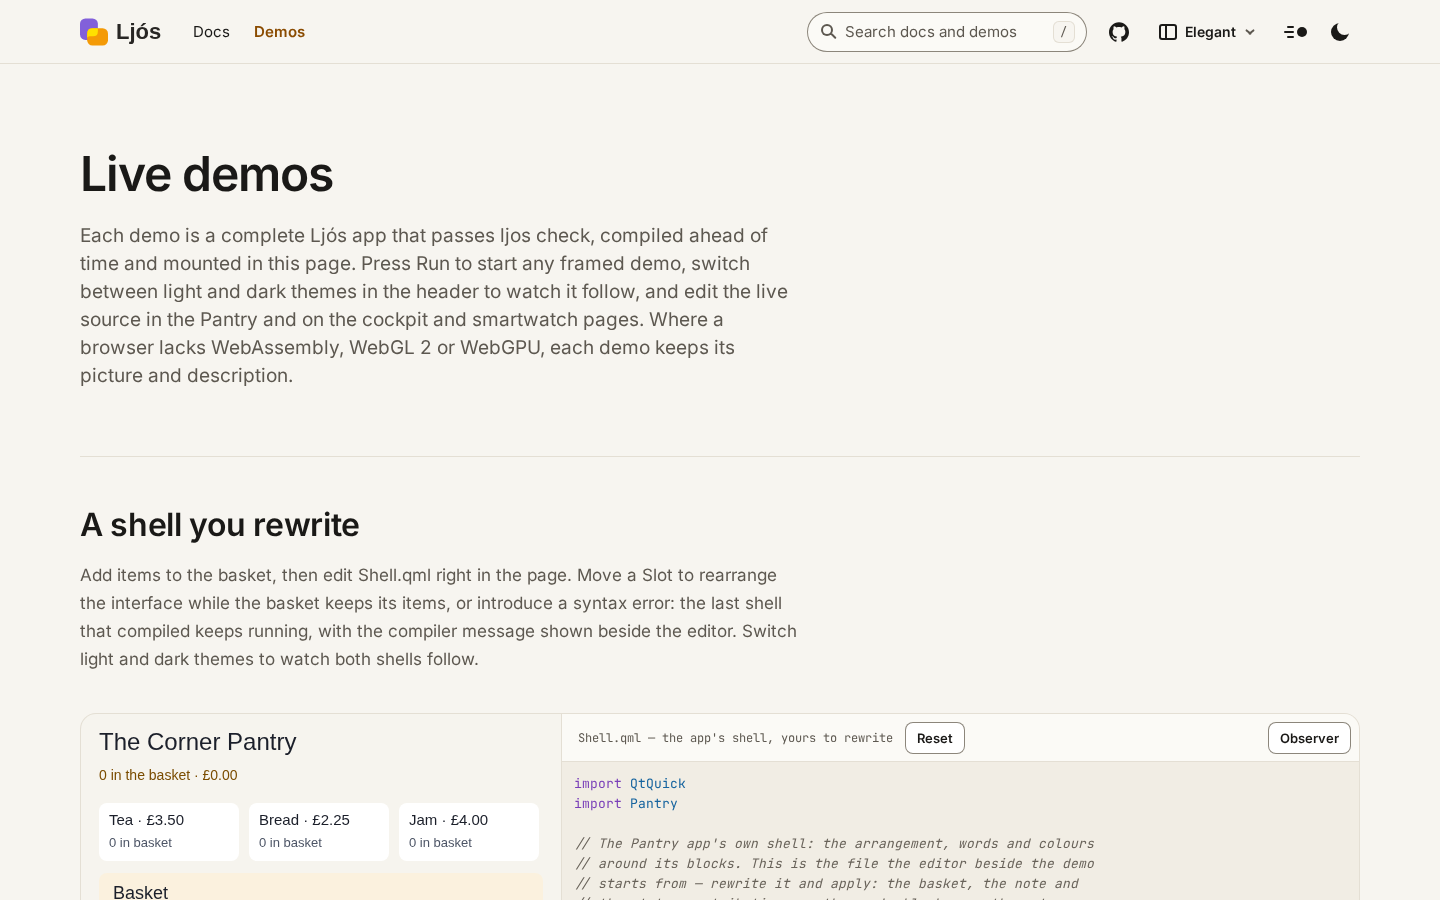 Ljós
Docs
Demos
Search docs and demos
/
Elegant
Live demos
Each demo is a complete Ljós app that passes ljos check, compiled ahead of
time and mounted in this page. Press Run to start any framed demo, switch
between light and dark themes in the header to watch it follow, and edit the live
source in the Pantry and on the cockpit and smartwatch pages. Where a
browser lacks WebAssembly, WebGL 2 or WebGPU, each demo keeps its
picture and description.
A shell you rewrite
Add items to the basket, then edit Shell.qml right in the page. Move a Slot to rearrange
the interface while the basket keeps its items, or introduce a syntax error: the last shell
that compiled keeps running, with the compiler message shown beside the editor. Switch
light and dark themes to watch both shells follow.
The Corner Pantry
0 in the basket · £0.00
Tea · £3.50
0 in basket
Bread · £2.25
0 in basket
Jam · £4.00
0 in basket
Basket
Shell.qml — the app's shell, yours to rewrite
Reset
Observer
import QtQuick
import Pantry
// The Pantry app's own shell: the arrangement, words and colours
// around its blocks. This is the file the editor beside the demo
// starts from — rewrite it and apply: the basket, the note and